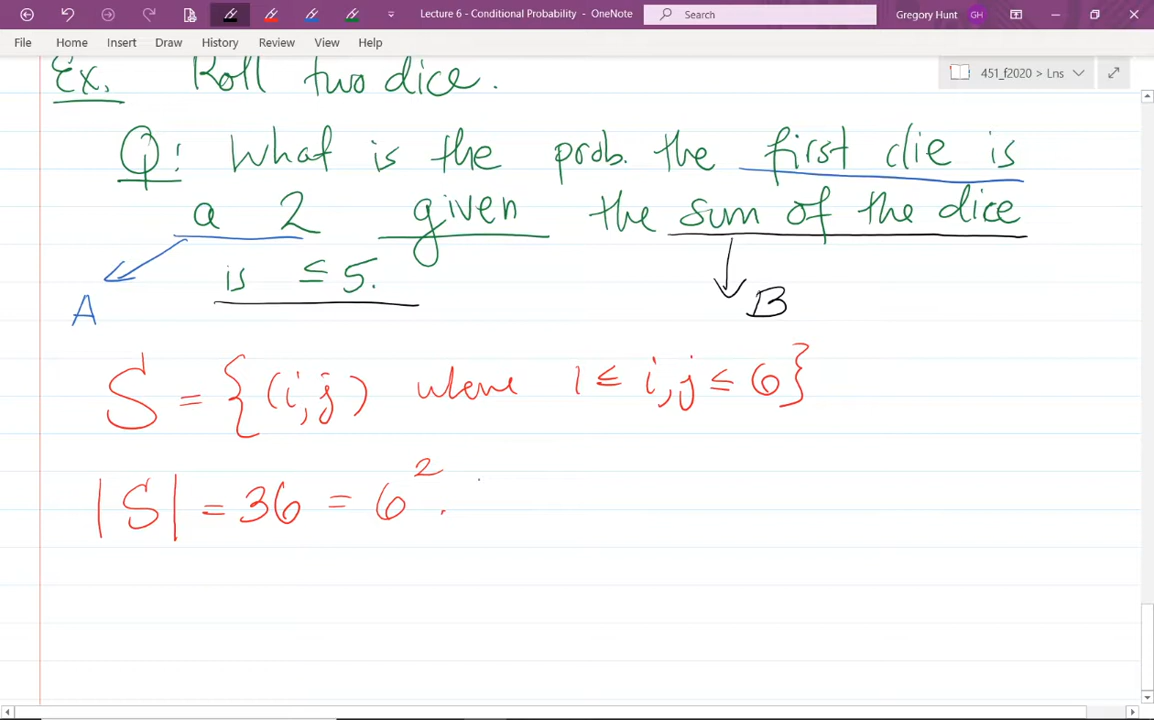 Lecture 6 - Conditional Probability - OneNote
Search
Gregory Hunt
GH
File Home Insert Draw History Review View Help
451_f2020 > Lns
Ex. Roll two dice.
Q: What is the prob. the first die is
a 2 given the sum of the dice
is ≤ 5.
A
B
S = {(i,j) where 1 ≤ i,j ≤ 6}
|S| = 36 = 6².